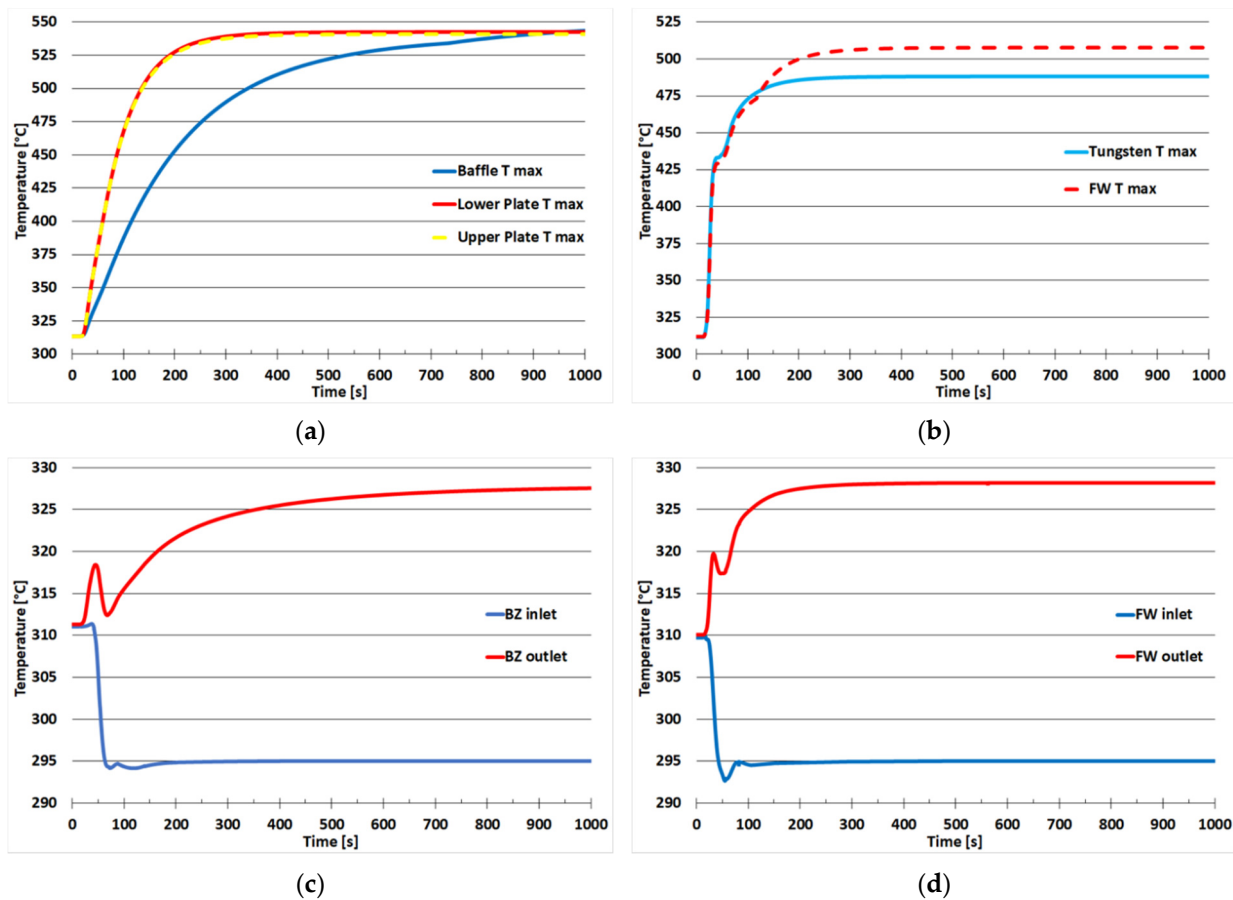 550
525
500
475
450
425
400
375
350
325
300
Temperature [°C]
Baffle T max
Lower Plate T max
Upper Plate T max
0 100 200 300 400 500 600 700 800 900 1000
Time [s]
(a)
525
500
475
450
425
400
375
350
325
300
Temperature [°C]
Tungsten T max
FW T max
0 100 200 300 400 500 600 700 800 900 1000
Time [s]
(b)
330
325
320
315
310
305
300
295
290
Temperature [°C]
BZ inlet
BZ outlet
0 100 200 300 400 500 600 700 800 900 1000
Time [s]
(c)
330
325
320
315
310
305
300
295
290
Temperature [°C]
FW inlet
FW outlet
0 100 200 300 400 500 600 700 800 900 1000
Time [s]
(d)